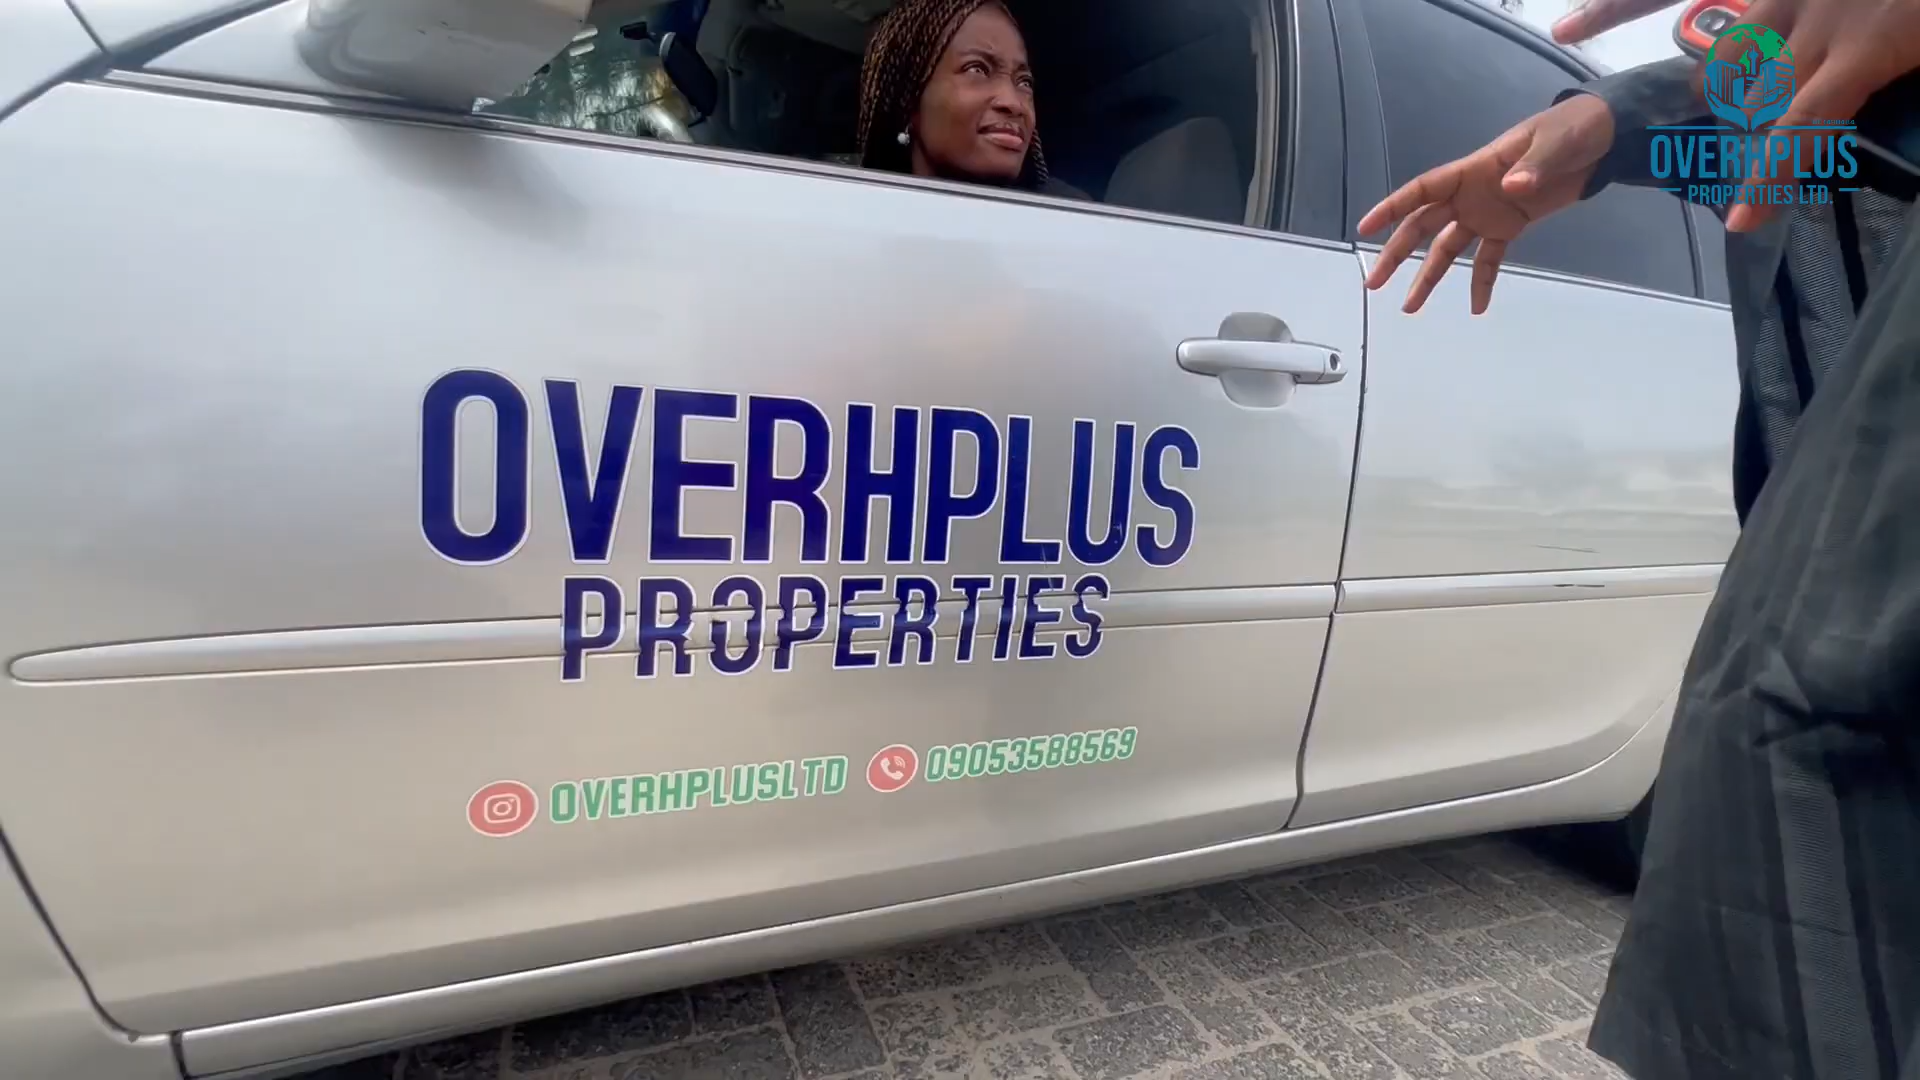 OVERHPLUS
PROPERTIES LTD.
OVERHPLUS
PROPERTIES
OVERHPLUSLTD 09053588569